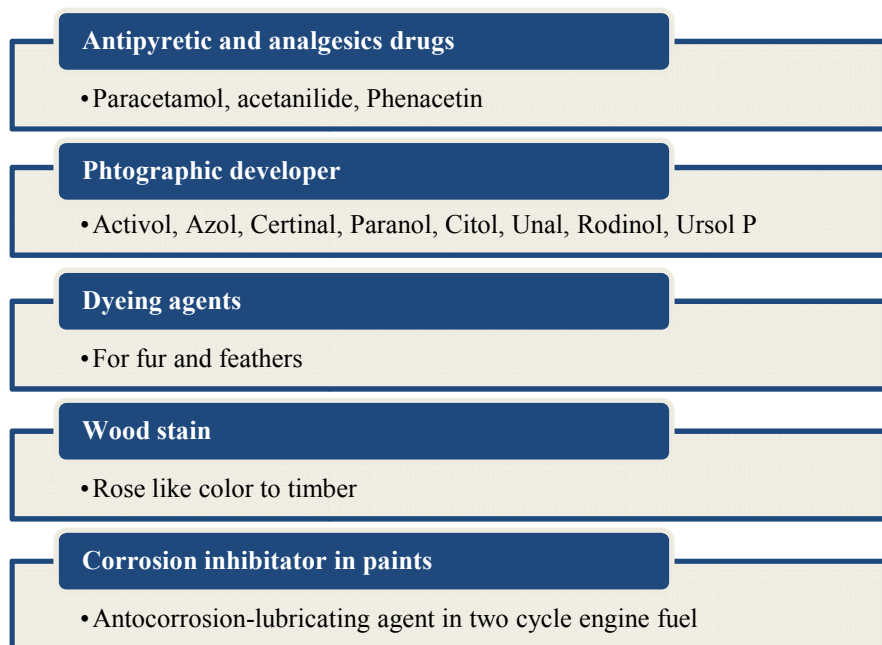 Antipyretic and analgesics drugs
•Paracetamol, acetanilide, Phenacetin
Phtographic developer
•Activol, Azol, Certinal, Paranol, Citol, Unal, Rodinol, Ursol P
Dyeing agents
•For fur and feathers
Wood stain
•Rose like color to timber
Corrosion inhibitator in paints
•Antocorrosion-lubricating agent in two cycle engine fuel